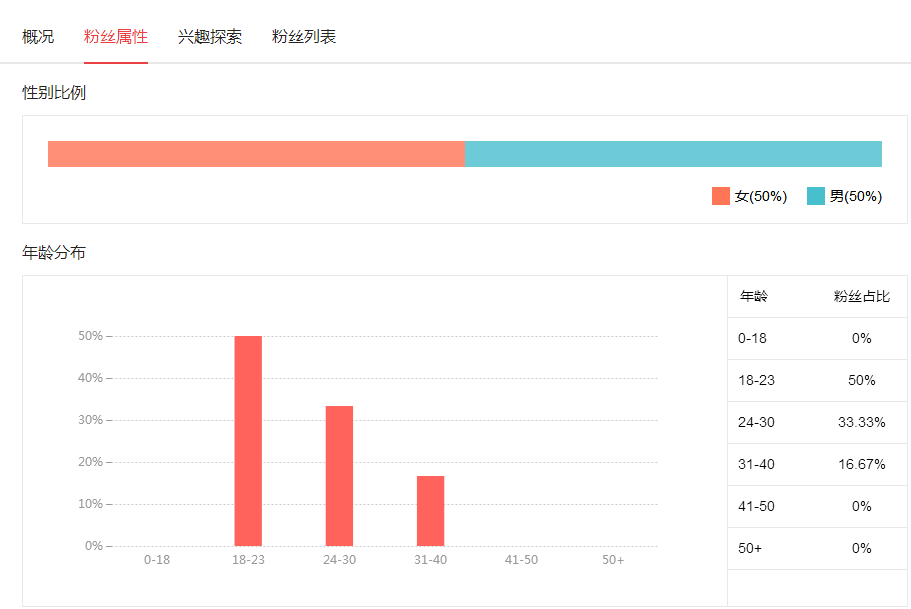 概况 粉丝属性 兴趣探索 粉丝列表
性别比例
女(50%) 男(50%)
年龄分布
50%
40%
30%
20%
10%
0%
0-18 18-23 24-30 31-40 41-50 50+
年龄 粉丝占比
0-18 0%
18-23 50%
24-30 33.33%
31-40 16.67%
41-50 0%
50+ 0%